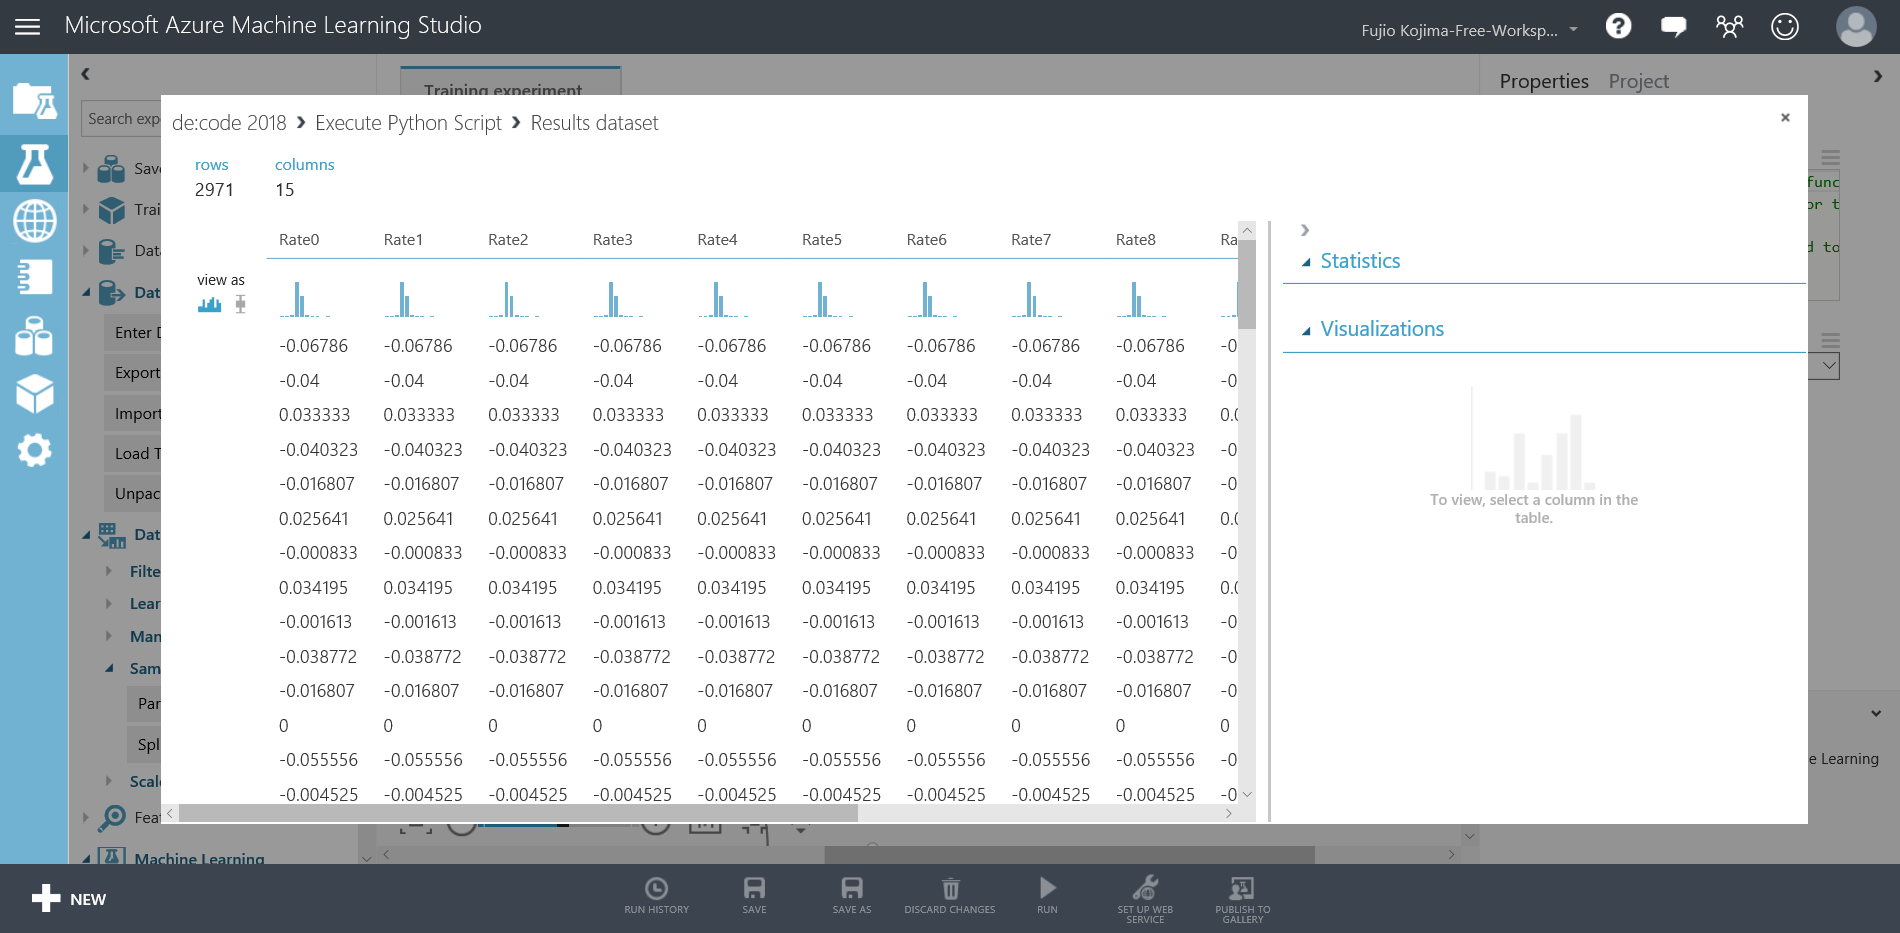 Microsoft Azure Machine Learning Studio
Fujio Kojima-Free-Worksp...
Training experiment
Properties Project
Search exp
de:code 2018 > Execute Python Script > Results dataset
rows columns
2971 15
Rate0 Rate1 Rate2 Rate3 Rate4 Rate5 Rate6 Rate7 Rate8 Ra
view as
-0.06786 -0.06786 -0.06786 -0.06786 -0.06786 -0.06786 -0.06786 -0.06786 -0.06786 -0
-0.04 -0.04 -0.04 -0.04 -0.04 -0.04 -0.04 -0.04 -0.04 -0
0.033333 0.033333 0.033333 0.033333 0.033333 0.033333 0.033333 0.033333 0.033333 0.0
-0.040323 -0.040323 -0.040323 -0.040323 -0.040323 -0.040323 -0.040323 -0.040323 -0.040323 -0
-0.016807 -0.016807 -0.016807 -0.016807 -0.016807 -0.016807 -0.016807 -0.016807 -0.016807 -0
0.025641 0.025641 0.025641 0.025641 0.025641 0.025641 0.025641 0.025641 0.025641 0.0
-0.000833 -0.000833 -0.000833 -0.000833 -0.000833 -0.000833 -0.000833 -0.000833 -0.000833 -0
0.034195 0.034195 0.034195 0.034195 0.034195 0.034195 0.034195 0.034195 0.034195 0.0
-0.001613 -0.001613 -0.001613 -0.001613 -0.001613 -0.001613 -0.001613 -0.001613 -0.001613 -0
-0.038772 -0.038772 -0.038772 -0.038772 -0.038772 -0.038772 -0.038772 -0.038772 -0.038772 -0
-0.016807 -0.016807 -0.016807 -0.016807 -0.016807 -0.016807 -0.016807 -0.016807 -0.016807 -0
0 0 0 0 0 0 0 0 0 0
-0.055556 -0.055556 -0.055556 -0.055556 -0.055556 -0.055556 -0.055556 -0.055556 -0.055556 -0
-0.004525 -0.004525 -0.004525 -0.004525 -0.004525 -0.004525 -0.004525 -0.004525 -0.004525 -0
Statistics
Visualizations
To view, select a column in the
table.
Save
Trai
Data
Dat
Enter D
Export
Import
Load T
Unpac
Dat
Filte
Lear
Man
Sam
Par
Spl
Scale
Feat
Machine Learning
func
or t
d to
e Learning
NEW
RUN HISTORY SAVE SAVE AS DISCARD CHANGES RUN SET UP WEB SERVICE PUBLISH TO GALLERY